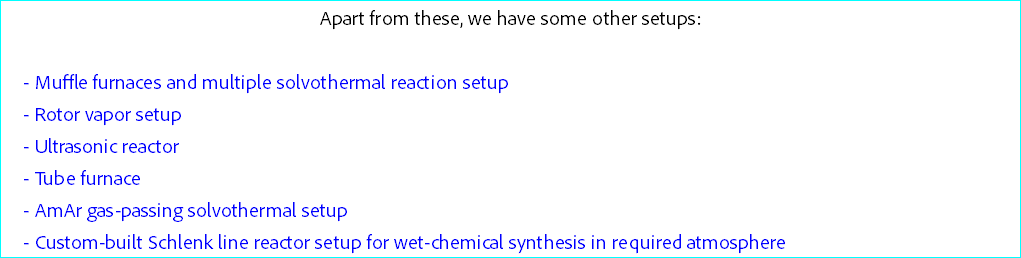 Apart from these, we have some other setups:
- Muffle furnaces and multiple solvothermal reaction setup
- Rotor vapor setup
- Ultrasonic reactor
- Tube furnace
- AmAr gas-passing solvothermal setup
- Custom-built Schlenk line reactor setup for wet-chemical synthesis in required atmosphere